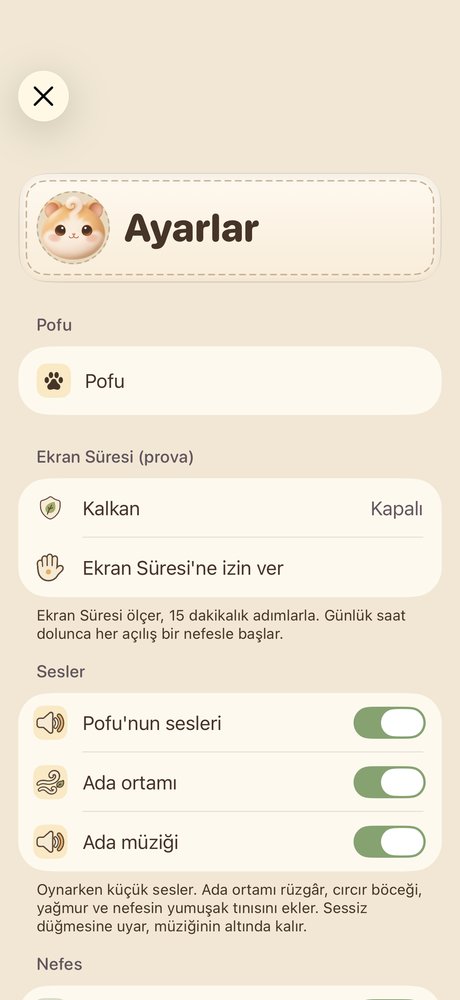 Ayarlar
Pofu
Pofu
Ekran Süresi (prova)
Kalkan
Kapalı
Ekran Süresi'ne izin ver
Ekran Süresi ölçer, 15 dakikalık adımlarla. Günlük saat
dolunca her açılış bir nefesle başlar.
Sesler
Pofu'nun sesleri
Ada ortamı
Ada müziği
Oynarken küçük sesler. Ada ortamı rüzgâr, cırcır böceği,
yağmur ve nefesin yumuşak tınısını ekler. Sessiz
düğmesine uyar, müziğinin altında kalır.
Nefes